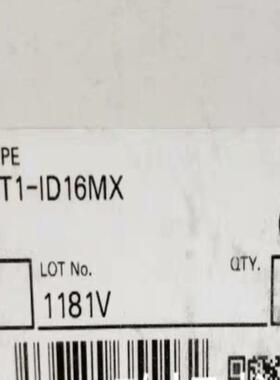 PE
T1-ID16MX
LOT No.
QTY.
1181V